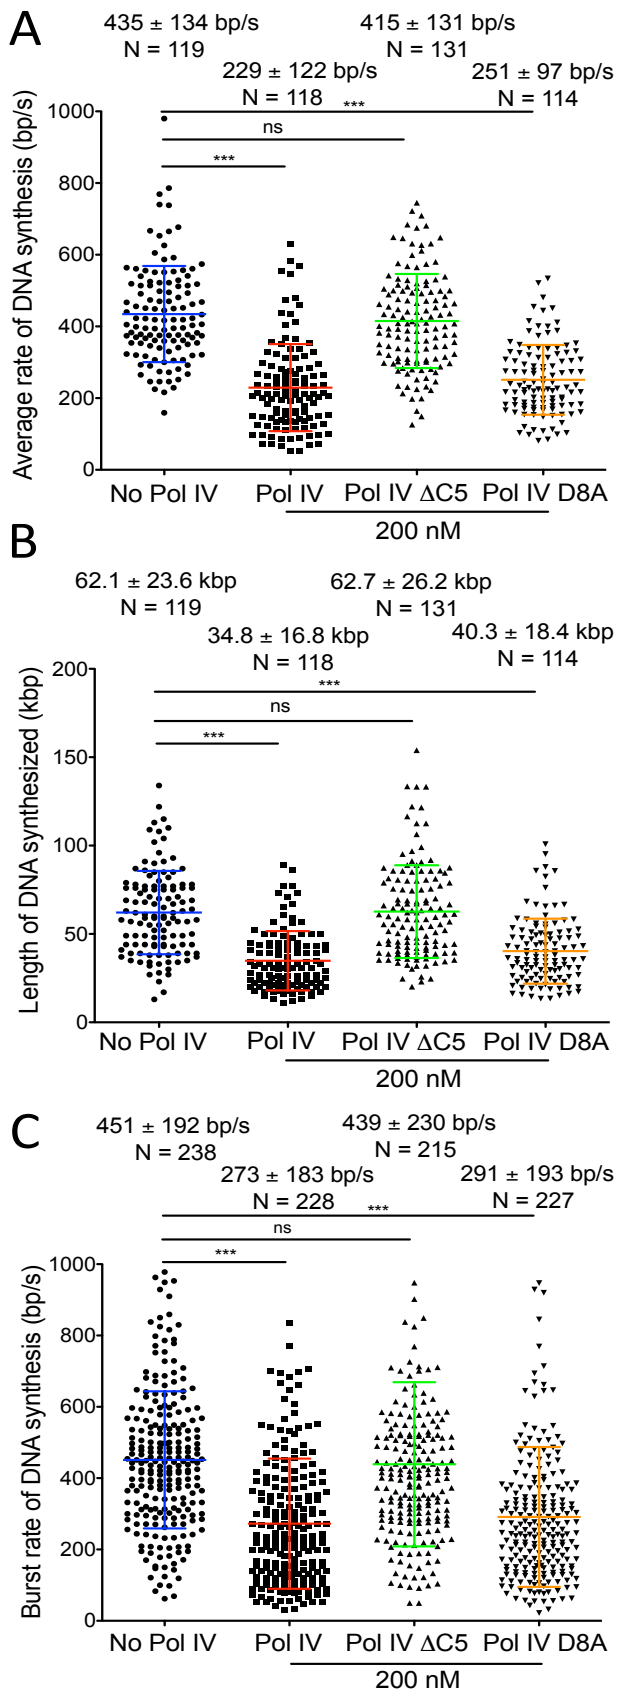 A
435 ± 134 bp/s
N = 119
415 ± 131 bp/s
N = 131
229 ± 122 bp/s
N = 118
251 ± 97 bp/s
N = 114
***
ns
***
Average rate of DNA synthesis (bp/s)
1000
800
600
400
200
0
No Pol IV
Pol IV
Pol IV ΔC5
Pol IV D8A
200 nM
B
62.1 ± 23.6 kbp
N = 119
62.7 ± 26.2 kbp
N = 131
34.8 ± 16.8 kbp
N = 118
40.3 ± 18.4 kbp
N = 114
***
ns
***
Length of DNA synthesized (kbp)
200
150
100
50
0
No Pol IV
Pol IV
Pol IV ΔC5
Pol IV D8A
200 nM
C
451 ± 192 bp/s
N = 238
439 ± 230 bp/s
N = 215
273 ± 183 bp/s
N = 228
291 ± 193 bp/s
N = 227
***
ns
***
Burst rate of DNA synthesis (bp/s)
1000
800
600
400
200
0
No Pol IV
Pol IV
Pol IV ΔC5
Pol IV D8A
200 nM